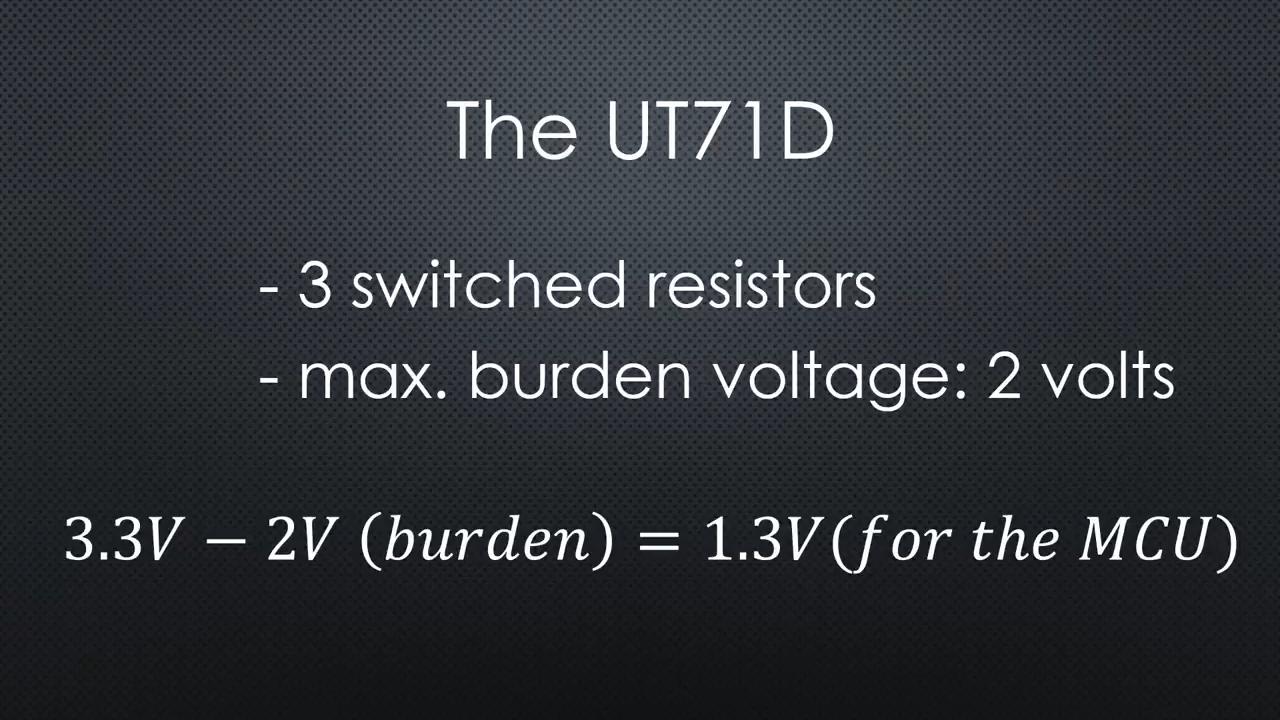 The UT71D
- 3 switched resistors
- max. burden voltage: 2 volts
3.3V − 2V (burden) = 1.3V(for the MCU)